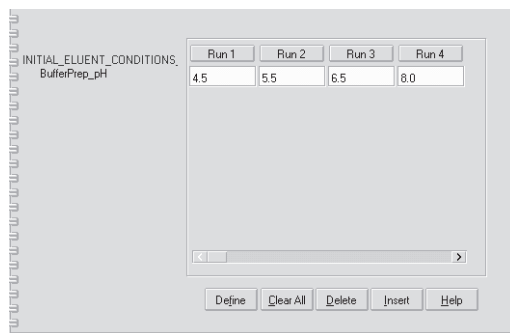 Run 1 Run 2 Run 3 Run 4
INITIAL_ELUENT_CONDITIONS_
BufferPrep_pH
4.5 5.5 6.5 8.0
Define Clear All Delete Insert Help